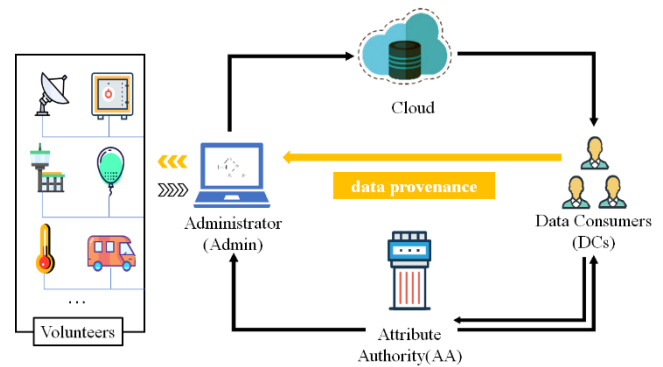 Cloud
data provenance
Administrator
(Admin)
Data Consumers
(DCs)
...
Volunteers
Attribute
Authority(AA)